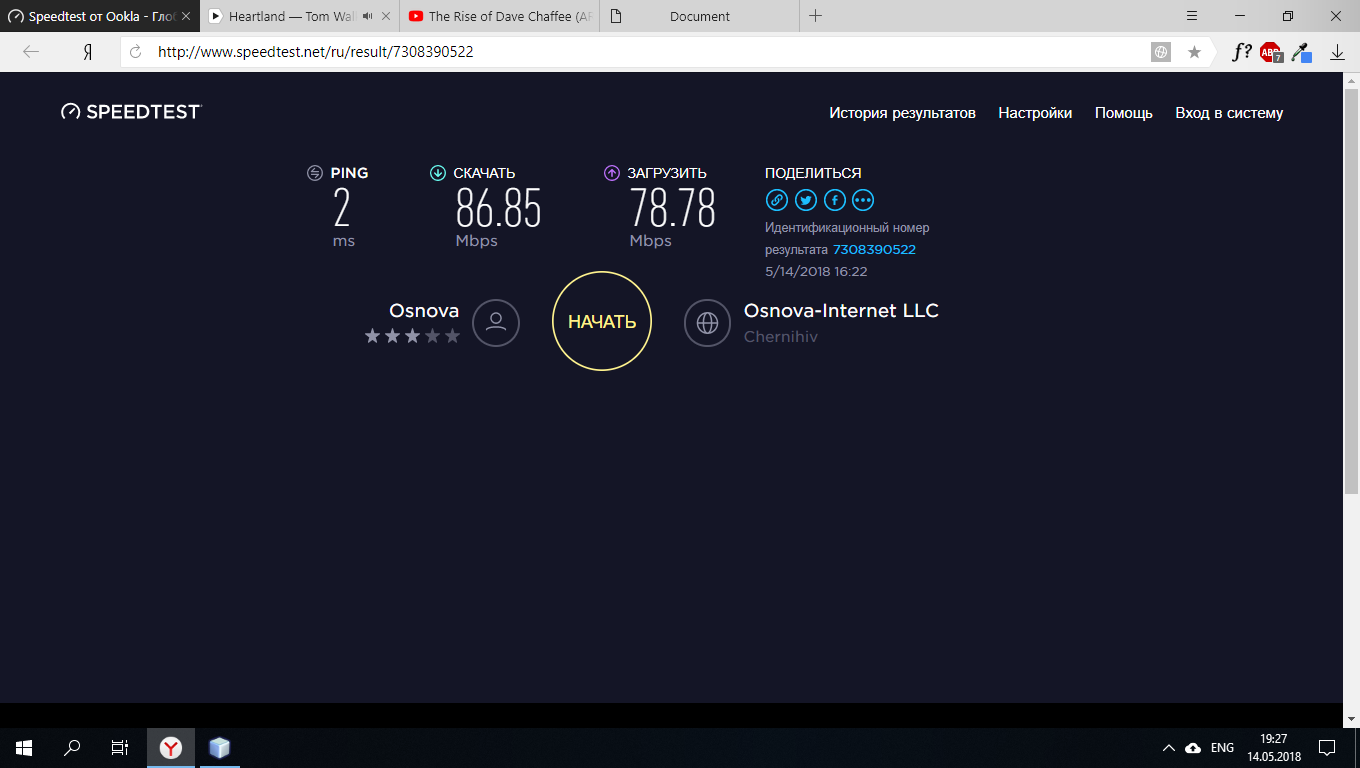 Speedtest от Ookla - Гло
Heartland — Tom Wal
The Rise of Dave Chaffee (A
Document
Я
http://www.speedtest.net/ru/result/7308390522
f?
ABP
7
SPEEDTEST
История результатов
Настройки
Помощь
Вход в систему
PING
2
ms
СКАЧАТЬ
86.85
Mbps
ЗАГРУЗИТЬ
78.78
Mbps
ПОДЕЛИТЬСЯ
Идентификационный номер
результата 7308390522
5/14/2018 16:22
Osnova
НАЧАТЬ
Osnova-Internet LLC
Chernihiv
Y
ENG
19:27
14.05.2018